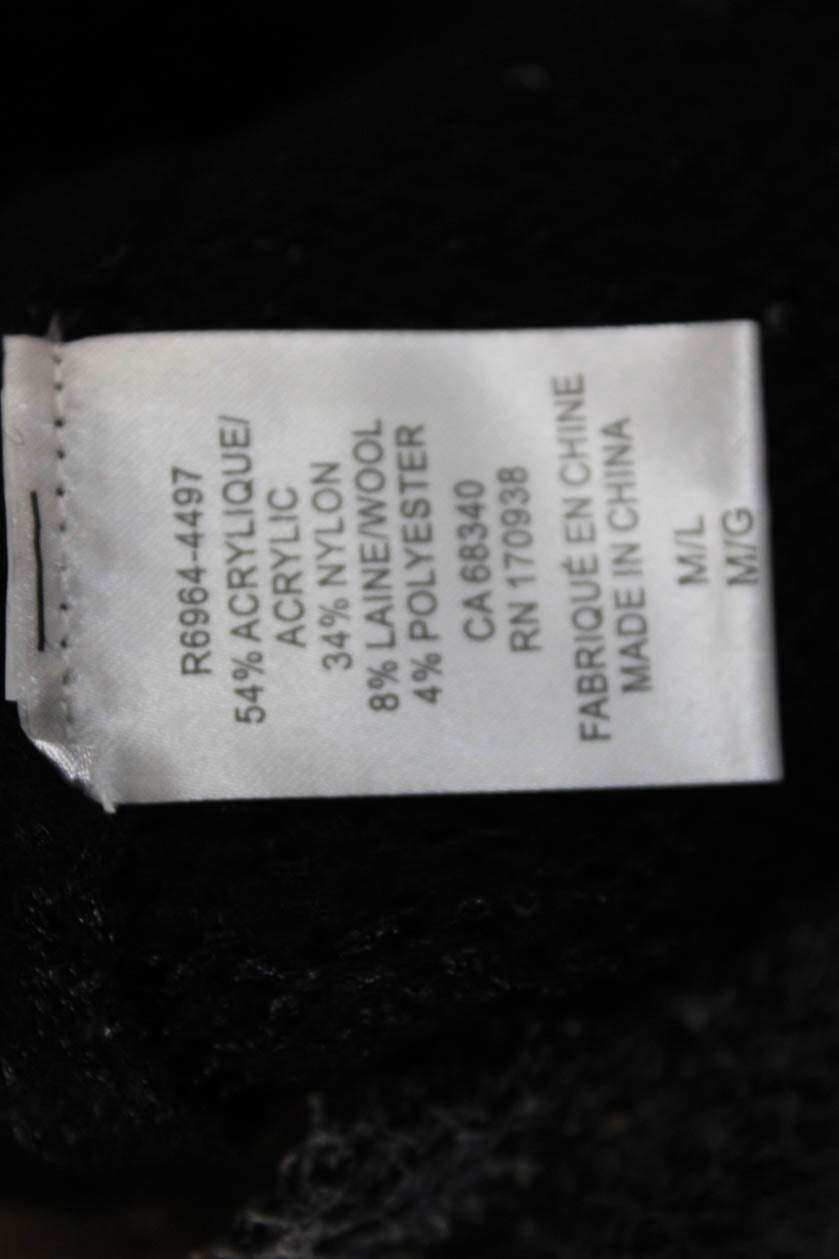 R6964-4497
54% ACRYLIQUE/
ACRYLIC
34% NYLON
8% LAINE/WOOL
4% POLYESTER
CA 68340
RN 170938
FABRIQUÉ EN CHINE
MADE IN CHINA
M/L
M/G